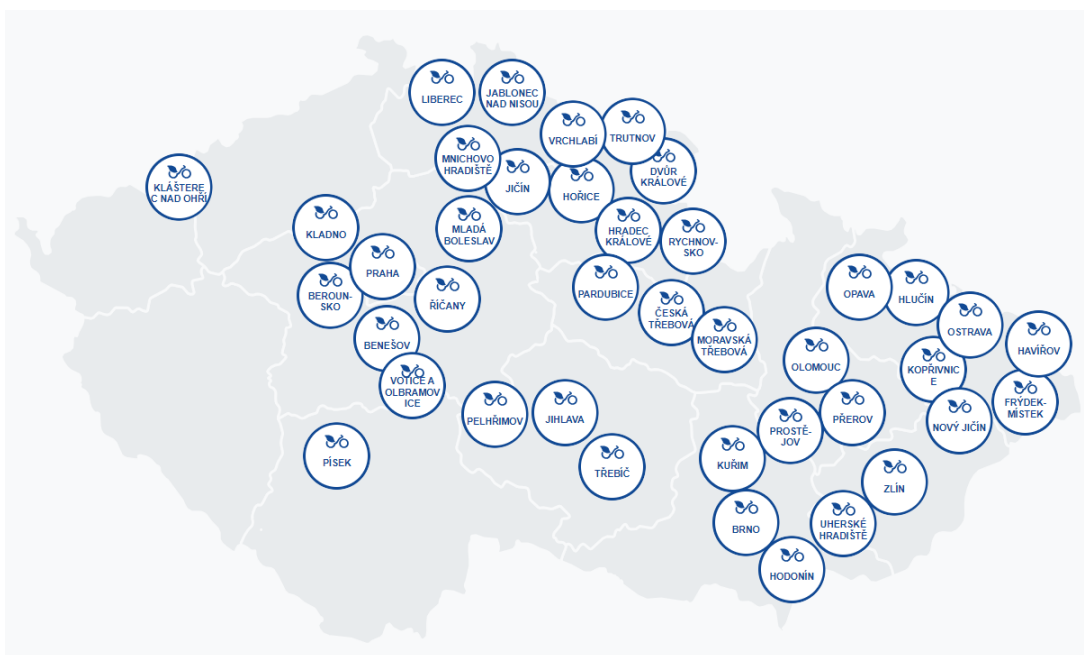 LIBEREC
JABLONEC
NAD NISOU
VRCHLABÍ
TRUTNOV
MNICHOVO
HRADIŠTĚ
JIČÍN
HOŘICE
DVŮR
KRÁLOVÉ
KLÁŠTERE
C NAD OHŘÍ
KLADNO
MLADÁ
BOLESLAV
HRADEC
KRÁLOVÉ
RYCHNOV-
SKO
PRAHA
BEROUN-
SKO
ŘÍČANY
PARDUBICE
ČESKÁ
TŘEBOVÁ
MORAVSKÁ
TŘEBOVÁ
OPAVA
HLUČÍN
OSTRAVA
HAVÍŘOV
BENEŠOV
VOTICE A
OLBRAMOV
ICE
OLOMOUC
KOPŘIVNIC
E
FRÝDEK-
MÍSTEK
PELHŘIMOV
JIHLAVA
PROSTĚ-
JOV
PŘEROV
NOVÝ JIČÍN
PÍSEK
TŘEBÍČ
KUŘIM
ZLÍN
BRNO
UHERSKÉ
HRADIŠTĚ
HODONÍN